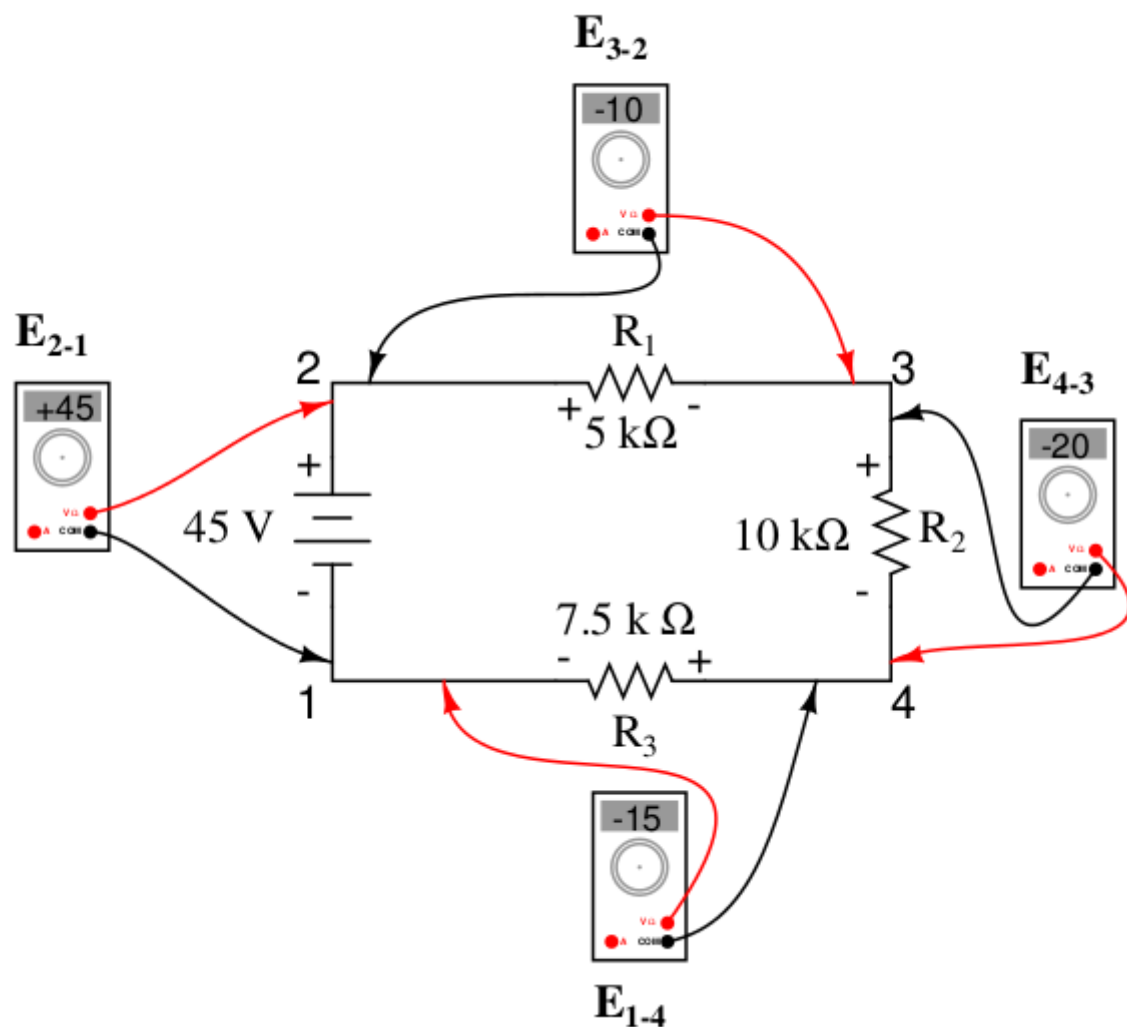 E3-2
-10
VΩ
A COM
E2-1
+45
VΩ
A COM
2
R1
3
+ -
5 kΩ
E4-3
-20
VΩ
A COM
+
45 V
-
+
10 kΩ
R2
-
7.5 k Ω
- +
1
R3
4
-15
VΩ
A COM
E1-4